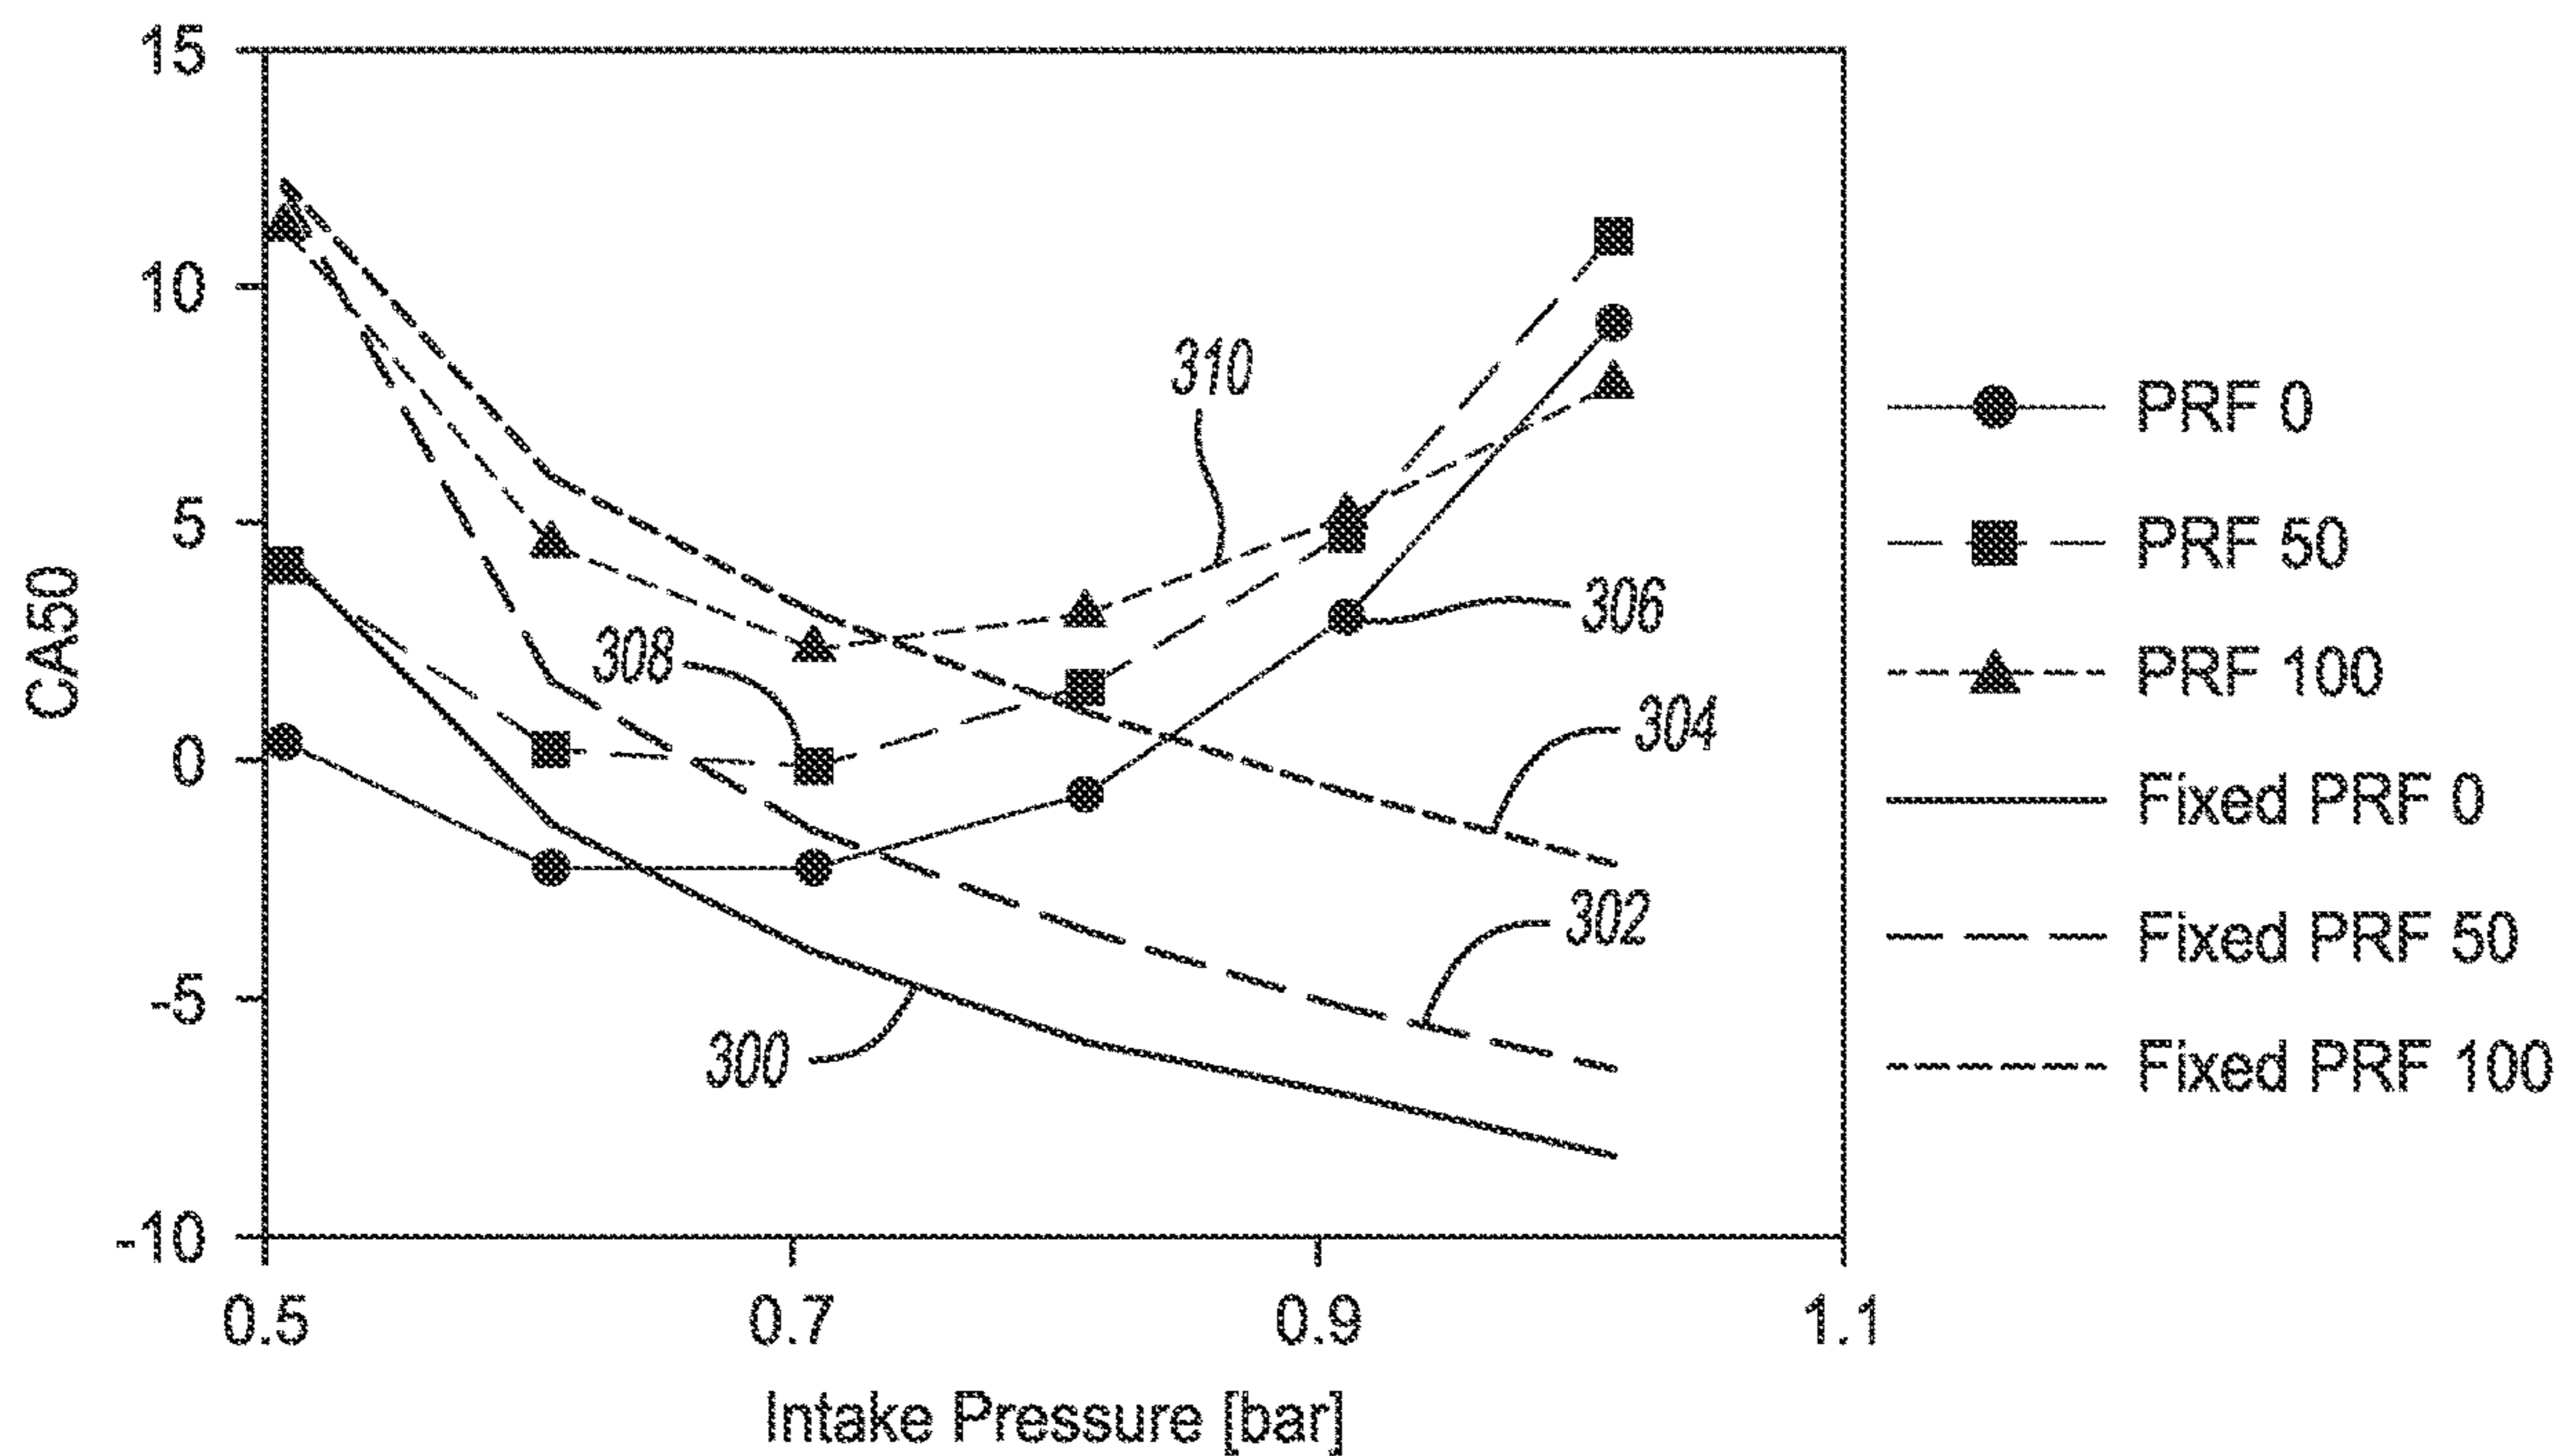 15
10
5
0
-5
-10
CA50
0.5
0.7
0.9
1.1
Intake Pressure [bar]
310
308
306
304
302
300
PRF 0
PRF 50
PRF 100
Fixed PRF 0
Fixed PRF 50
Fixed PRF 100